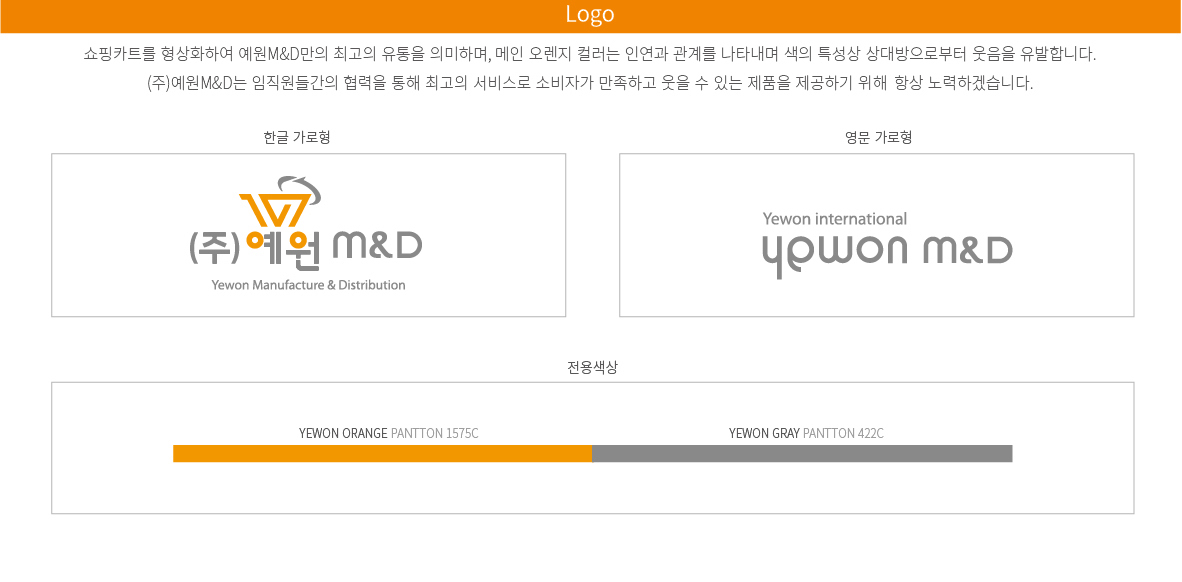 Logo
쇼핑카트를 형상화하여 예원M&D만의 최고의 유통을 의미하며, 메인 오렌지 컬러는 인연과 관계를 나타내며 색의 특성상 상대방으로부터 웃음을 유발합니다.
(주)예원M&D는 임직원들간의 협력을 통해 최고의 서비스로 소비자가 만족하고 웃을 수 있는 제품을 제공하기 위해 항상 노력하겠습니다.
한글 가로형
(주)예원 M&D
Yewon Manufacture & Distribution
영문 가로형
Yewon international
yewon M&D
전용색상
YEWON ORANGE PANTTON 1575C
YEWON GRAY PANTTON 422C